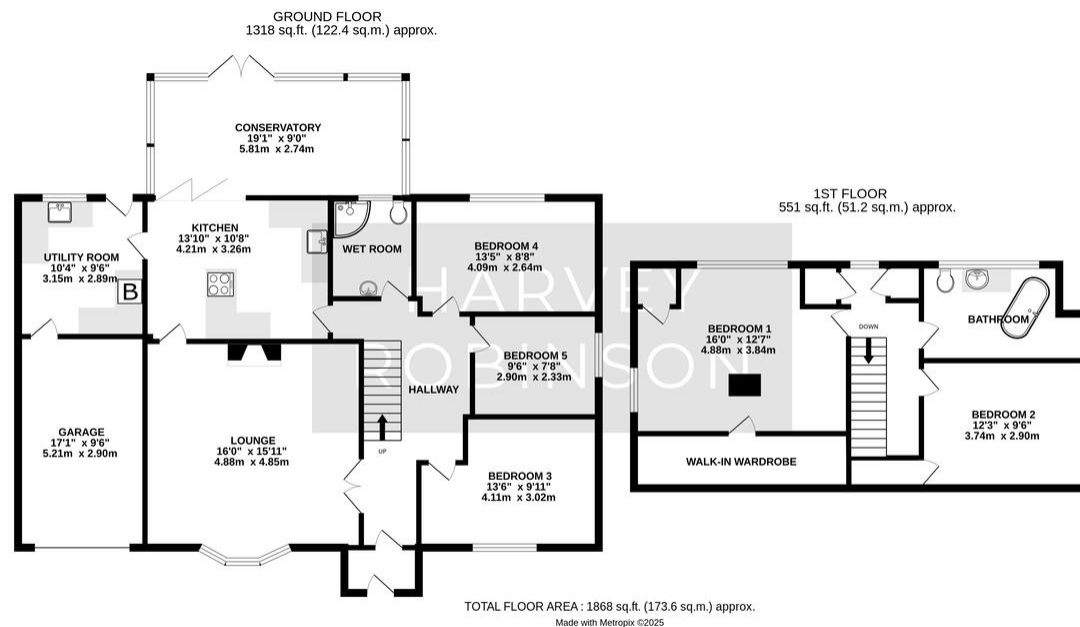 GROUND FLOOR
1318 sq.ft. (122.4 sq.m.) approx.
CONSERVATORY
19'1" x 9'0"
5.81m x 2.74m
KITCHEN
13'10" x 10'8"
4.21m x 3.26m
UTILITY ROOM
10'4" x 9'6"
3.15m x 2.89m
B
WET ROOM
BEDROOM 4
13'5" x 8'8"
4.09m x 2.64m
BEDROOM 5
9'6" x 7'8"
2.90m x 2.33m
HALLWAY
UP
GARAGE
17'1" x 9'6"
5.21m x 2.90m
LOUNGE
16'0" x 15'11"
4.88m x 4.85m
BEDROOM 3
13'6" x 9'11"
4.11m x 3.02m
1ST FLOOR
551 sq.ft. (51.2 sq.m.) approx.
BEDROOM 1
16'0" x 12'7"
4.88m x 3.84m
DOWN
BATHROOM
BEDROOM 2
12'3" x 9'6"
3.74m x 2.90m
WALK-IN WARDROBE
HARVEY
ROBINSON
TOTAL FLOOR AREA : 1868 sq.ft. (173.6 sq.m.) approx.
Made with Metropix ©2025